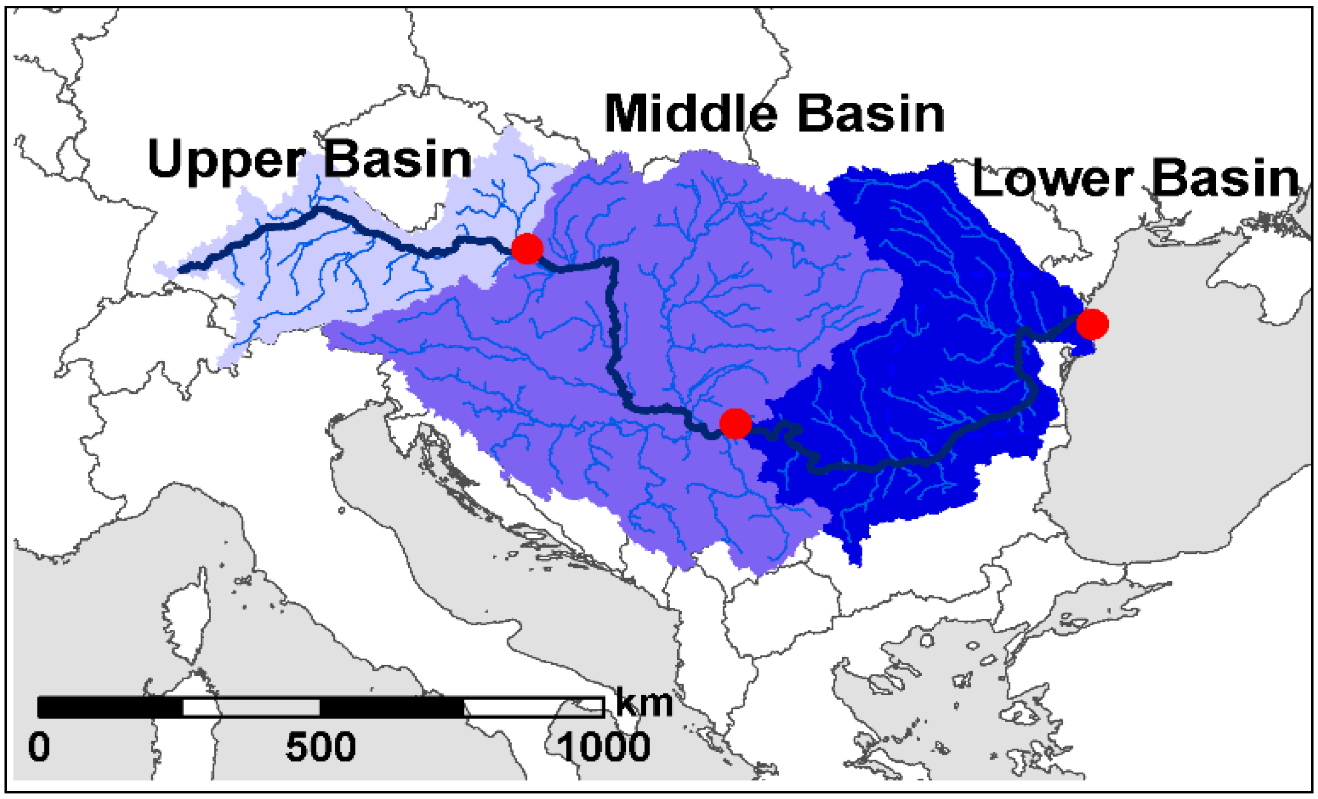 Middle Basin
Upper Basin
Lower Basin
km
0 500 1000